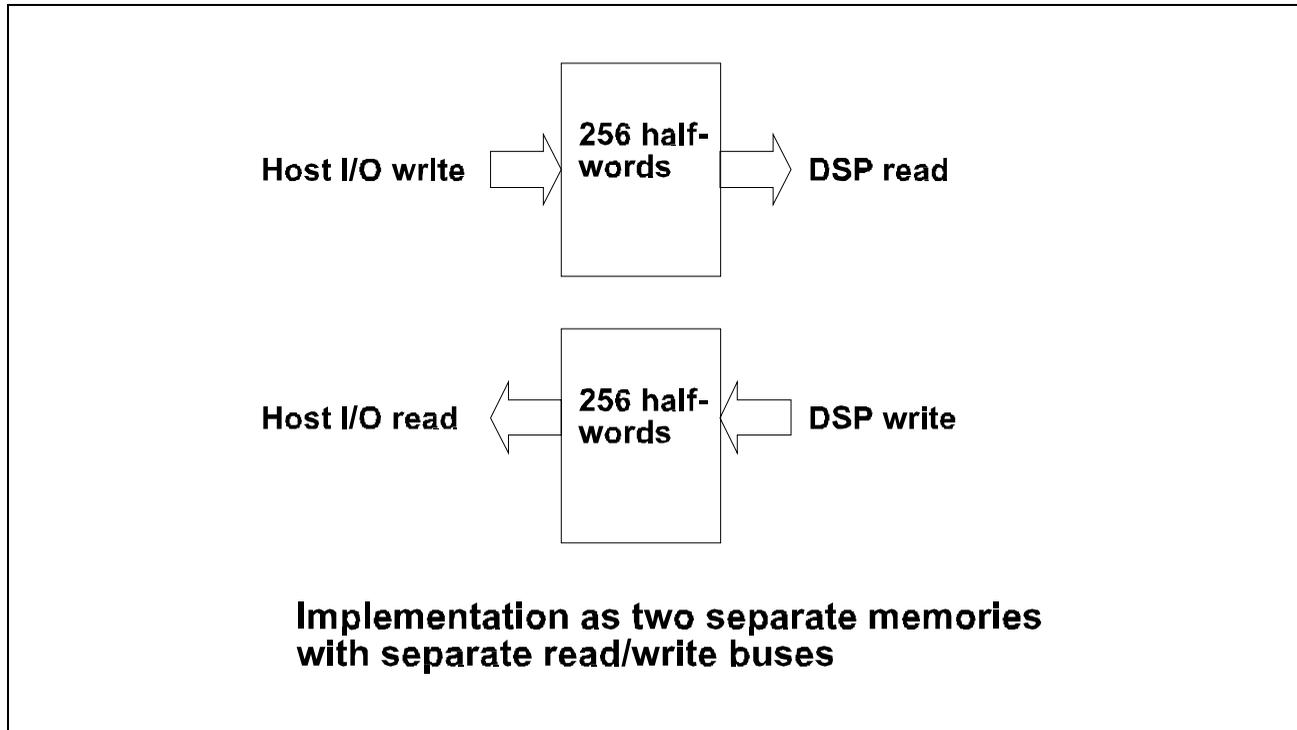 256 half-
words
Host I/O write
DSP read
256 half-
words
Host I/O read
DSP write
Implementation as two separate memories
with separate read/write buses